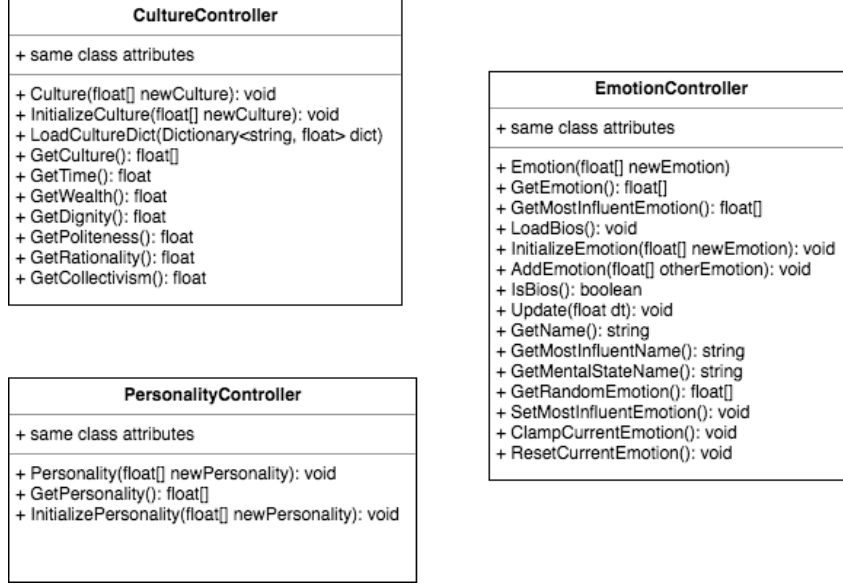 CultureController
+ same class attributes
+ Culture(float[] newCulture): void
+ InitializeCulture(float[] newCulture): void
+ LoadCultureDict(Dictionary<string, float> dict)
+ GetCulture(): float[]
+ GetTime(): float
+ GetWealth(): float
+ GetDignity(): float
+ GetPoliteness(): float
+ GetRationality(): float
+ GetCollectivism(): float
EmotionController
+ same class attributes
+ Emotion(float[] newEmotion)
+ GetEmotion(): float[]
+ GetMostInfluentEmotion(): float[]
+ LoadBios(): void
+ InitializeEmotion(float[] newEmotion): void
+ AddEmotion(float[] otherEmotion): void
+ IsBios(): boolean
+ Update(float dt): void
+ GetName(): string
+ GetMostInfluentName(): string
+ GetMentalStateName(): string
+ GetRandomEmotion(): float[]
+ SetMostInfluentEmotion(): void
+ ClampCurrentEmotion(): void
+ ResetCurrentEmotion(): void
PersonalityController
+ same class attributes
+ Personality(float[] newPersonality): void
+ GetPersonality(): float[]
+ InitializePersonality(float[] newPersonality): void